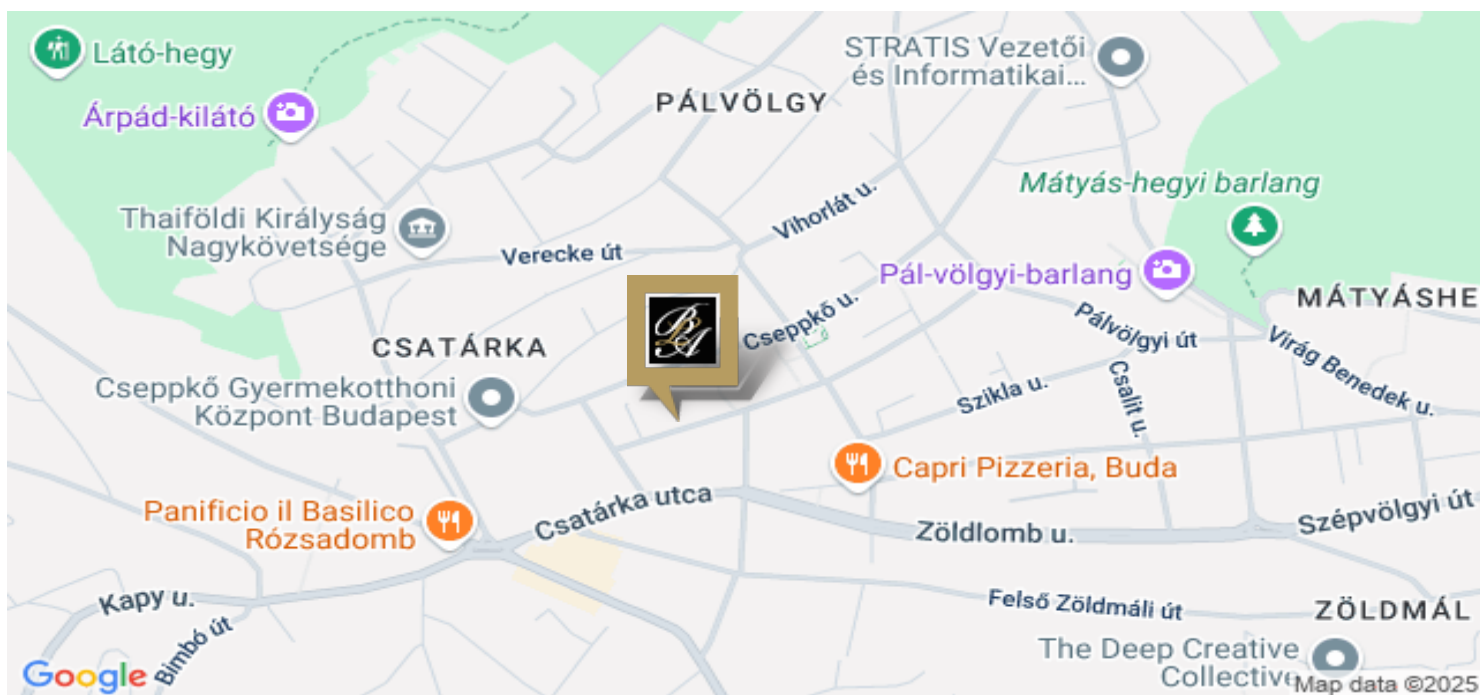 Látó-hegy
STRATIS Vezetői
és Informatikai...
PÁLVÖLGY
Árpád-kilátó
Mátyás-hegyi barlang
Thaiföldi Királyság
Nagykövetsége
Vihorlát u.
Verecke út
Pál-völgyi-barlang
MÁTYÁSHE
Cseppkő u.
Pálvölgyi út
CSATÁRKA
Virág Benedek u.
Cseppkő Gyermekotthoni
Központ Budapest
Szikla u.
Csalit u.
Capri Pizzeria, Buda
Panificio il Basilico
Rózsadomb
Csatárka utca
Zöldlomb u.
Szépvölgyi út
Kapy u.
Felső Zöldmáli út
ZÖLDMÁL
Bimbó út
The Deep Creative
Collective
Google
Map data ©2025